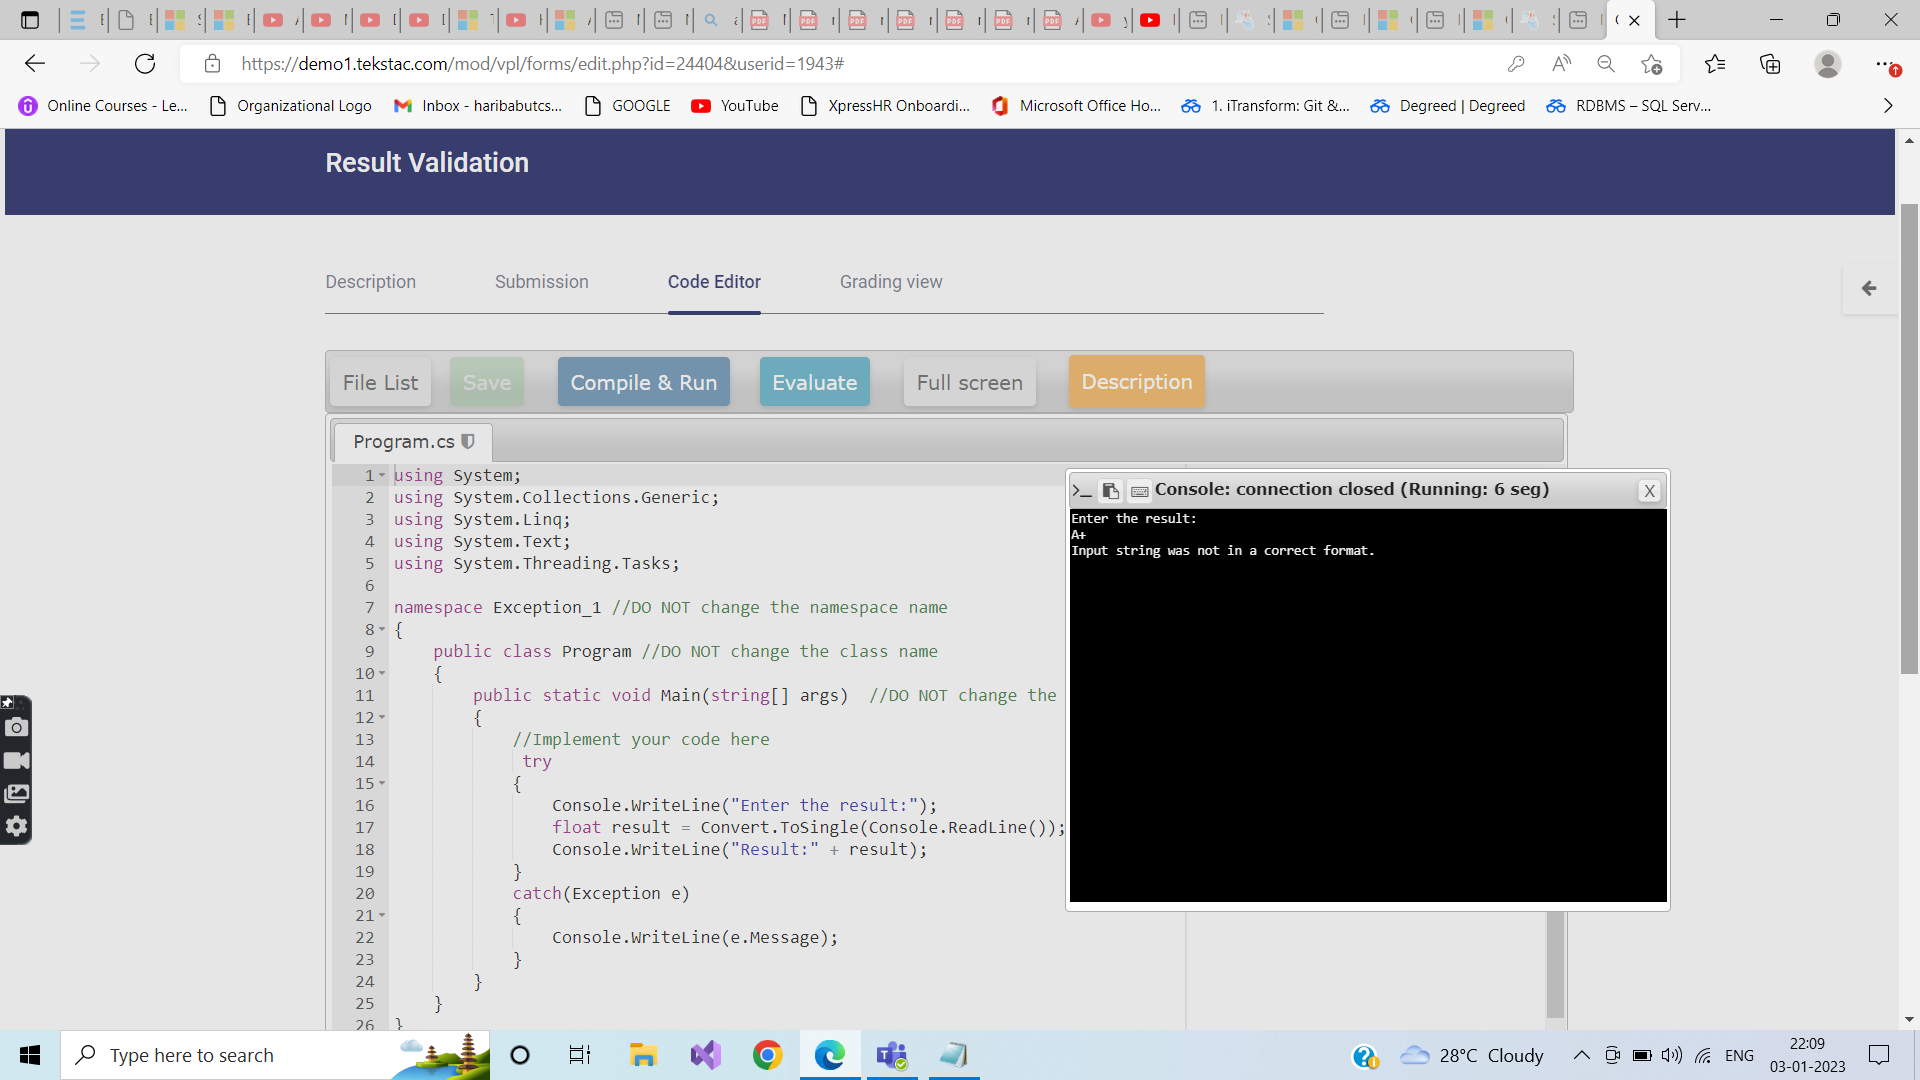 https://demo1.tekstac.com/mod/vpl/forms/edit.php?id=24404&userid=1943#
Online Courses - Le... Organizational Logo Inbox - haribabutcs... GOOGLE YouTube XpressHR Onboardi... Microsoft Office Ho... 1. iTransform: Git &... Degreed | Degreed RDBMS – SQL Serv...
Result Validation
Description Submission Code Editor Grading view
File List Save Compile & Run Evaluate Full screen Description
Program.cs
1 using System;
2 using System.Collections.Generic;
3 using System.Linq;
4 using System.Text;
5 using System.Threading.Tasks;
6
7 namespace Exception_1 //DO NOT change the namespace name
8 {
9 public class Program //DO NOT change the class name
10 {
11 public static void Main(string[] args) //DO NOT change the
12 {
13 //Implement your code here
14 try
15 {
16 Console.WriteLine("Enter the result:");
17 float result = Convert.ToSingle(Console.ReadLine());
18 Console.WriteLine("Result:" + result);
19 }
20 catch(Exception e)
21 {
22 Console.WriteLine(e.Message);
23 }
24 }
25 }
26 }
Console: connection closed (Running: 6 seg) X
Enter the result:
A+
Input string was not in a correct format.
Type here to search
28°C Cloudy
ENG
22:09
03-01-2023